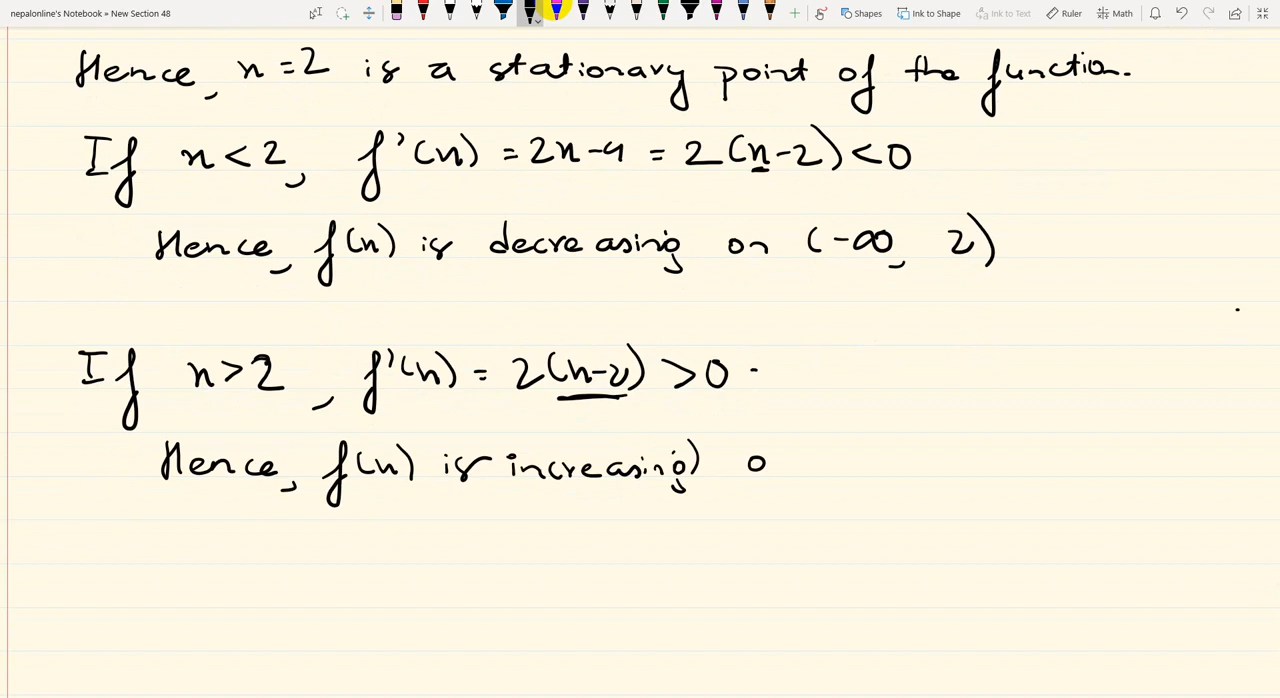 nepalonline's Notebook » New Section 48
Shapes Ink to Shape Ink to Text Ruler Math
Hence, x = 2 is a stationary point of the function.
If x < 2, f'(x) = 2x - 4 = 2(x - 2) < 0
Hence, f(x) is decreasing on (-∞, 2)
If x > 2, f'(x) = 2(x - 2) > 0
Hence, f(x) is increasing o